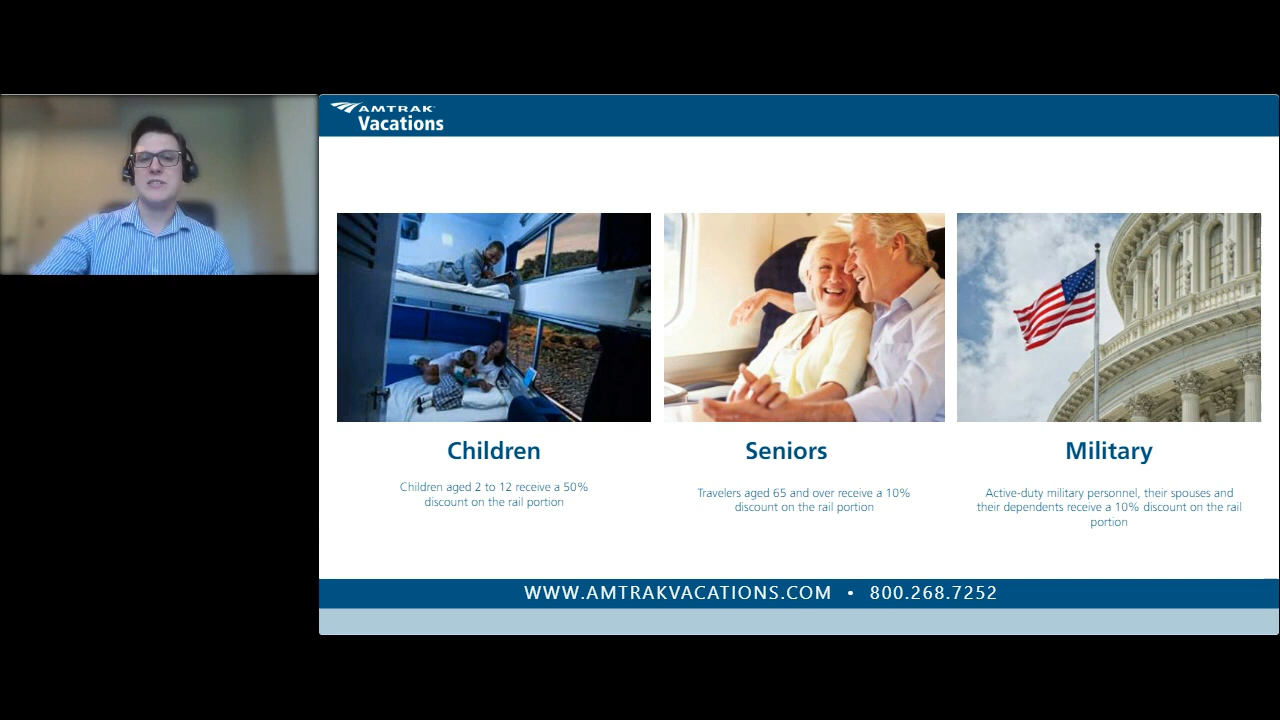 AMTRAK
Vacations
Children
Children aged 2 to 12 receive a 50%
discount on the rail portion
Seniors
Travelers aged 65 and over receive a 10%
discount on the rail portion
Military
Active-duty military personnel, their spouses and
their dependents receive a 10% discount on the rail
portion
WWW.AMTRAKVACATIONS.COM • 800.268.7252